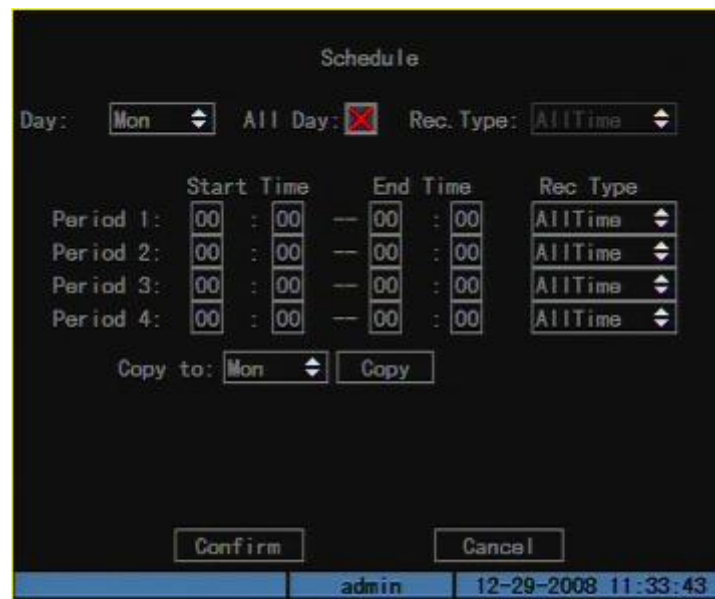 Schedule
Day: Mon All Day: Rec. Type: AllTime
Start Time End Time Rec Type
Period 1: 00 : 00 -- 00 : 00 AllTime
Period 2: 00 : 00 -- 00 : 00 AllTime
Period 3: 00 : 00 -- 00 : 00 AllTime
Period 4: 00 : 00 -- 00 : 00 AllTime
Copy to: Mon Copy
Confirm Cancel
admin 12-29-2008 11:33:43